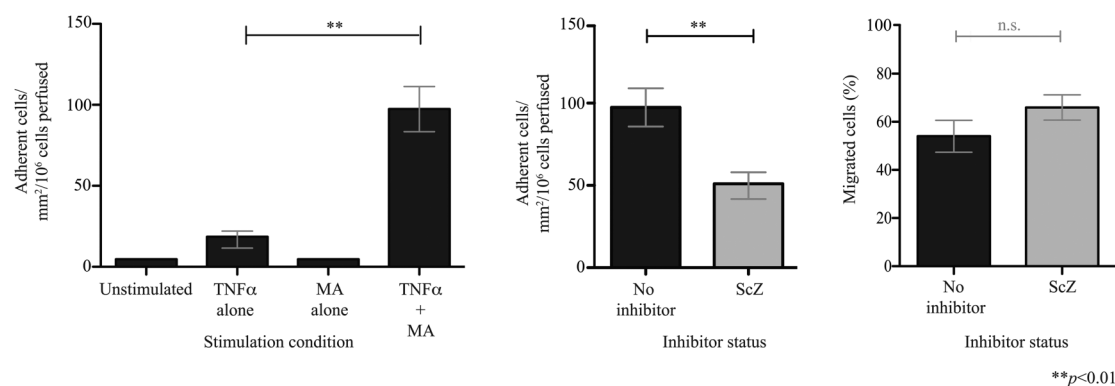 150
100
50
0
Adherent cells/
mm²/10⁶ cells perfused
**
Unstimulated
TNFα
alone
MA
alone
TNFα
+
MA
Stimulation condition
150
100
50
0
Adherent cells/
mm²/10⁶ cells perfused
**
No
inhibitor
ScZ
Inhibitor status
100
80
60
40
20
0
Migrated cells (%)
n.s.
No
inhibitor
ScZ
Inhibitor status
**p<0.01